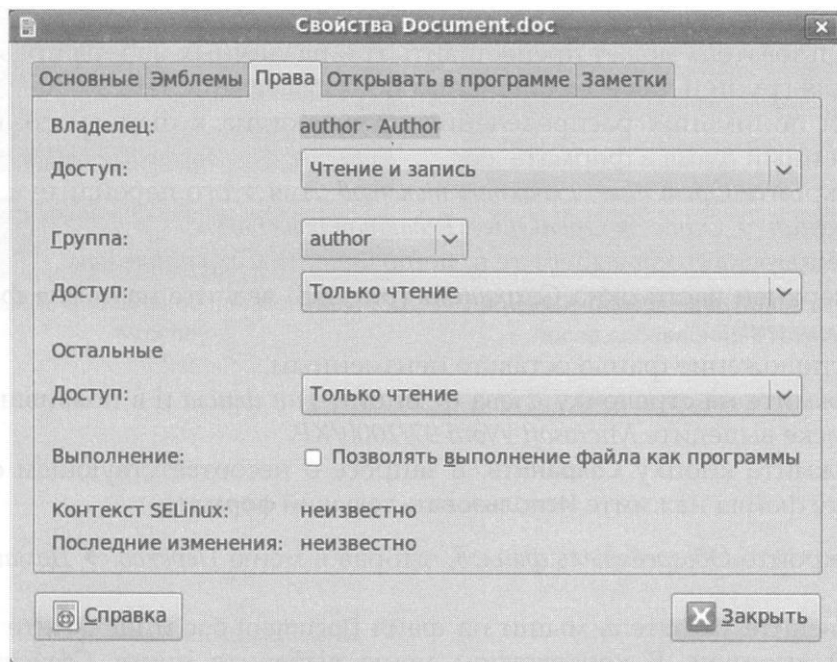 Свойства Document.doc
Основные Эмблемы Права Открывать в программе Заметки
Владелец: author - Author
Доступ: Чтение и запись
Группа: author
Доступ: Только чтение
Остальные
Доступ: Только чтение
Выполнение: Позволять выполнение файла как программы
Контекст SELinux: неизвестно
Последние изменения: неизвестно
Справка Закрыть